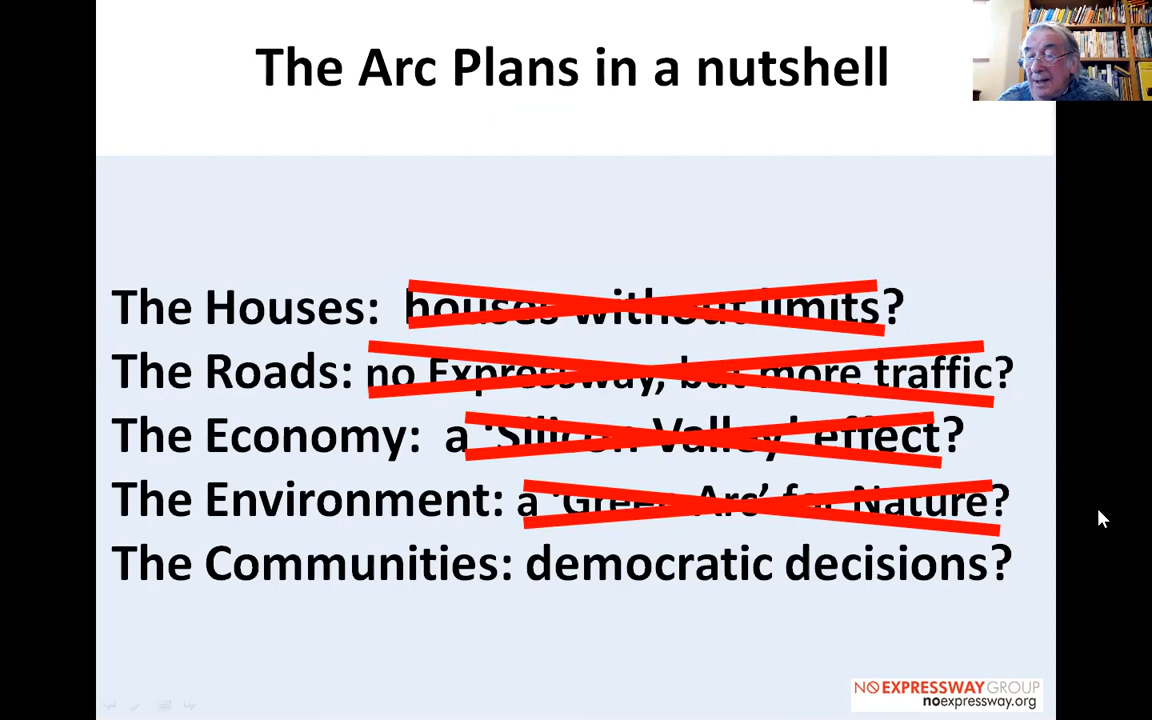 The Arc Plans in a nutshell
The Houses: houses without limits?
The Roads: no Expressway, but more traffic?
The Economy: a ‘Silicon Valley’ effect?
The Environment: a ‘Green Arc’ for Nature?
The Communities: democratic decisions?
NO EXPRESSWAY GROUP
noexpressway.org